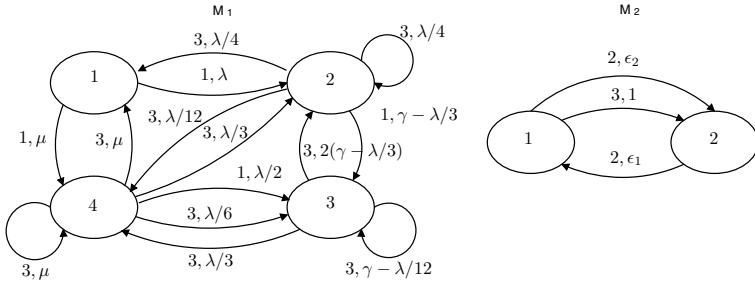 M₁
M₂
3, λ/4
3, λ/4
2, ϵ₂
1
1, λ
2
3, 1
3, λ/12
1, γ − λ/3
1, μ
3, μ
3, λ/3
3, 2(γ − λ/3)
1
2
1, λ/2
2, ϵ₁
4
3, λ/6
3
3, μ
3, λ/3
3, γ − λ/12